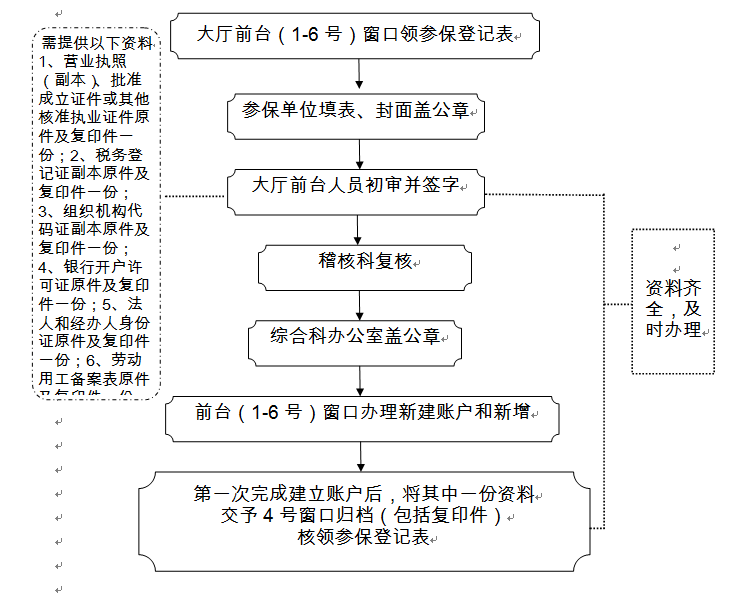 大厅前台（1-6 号）窗口领参保登记表
参保单位填表、封面盖公章
大厅前台人员初审并签字
稽核科复核
综合科办公室盖公章
前台（1-6 号）窗口办理新建账户和新增
第一次完成建立账户后，将其中一份资料
交予 4 号窗口归档（包括复印件）
核领参保登记表
需提供以下资料
1、营业执照
（副本）、批准
成立证件或其他
核准执业证件原
件及复印件一
份；2、税务登
记证副本原件及
复印件一份；
3、组织机构代
码证副本原件及
复印件一份；
4、银行开户许
可证原件及复印
件一份；5、法
人和经办人身份
证原件及复印件
一份；6、劳动
用工备案表原件
及复印件一份
资料齐
全，及
时办理